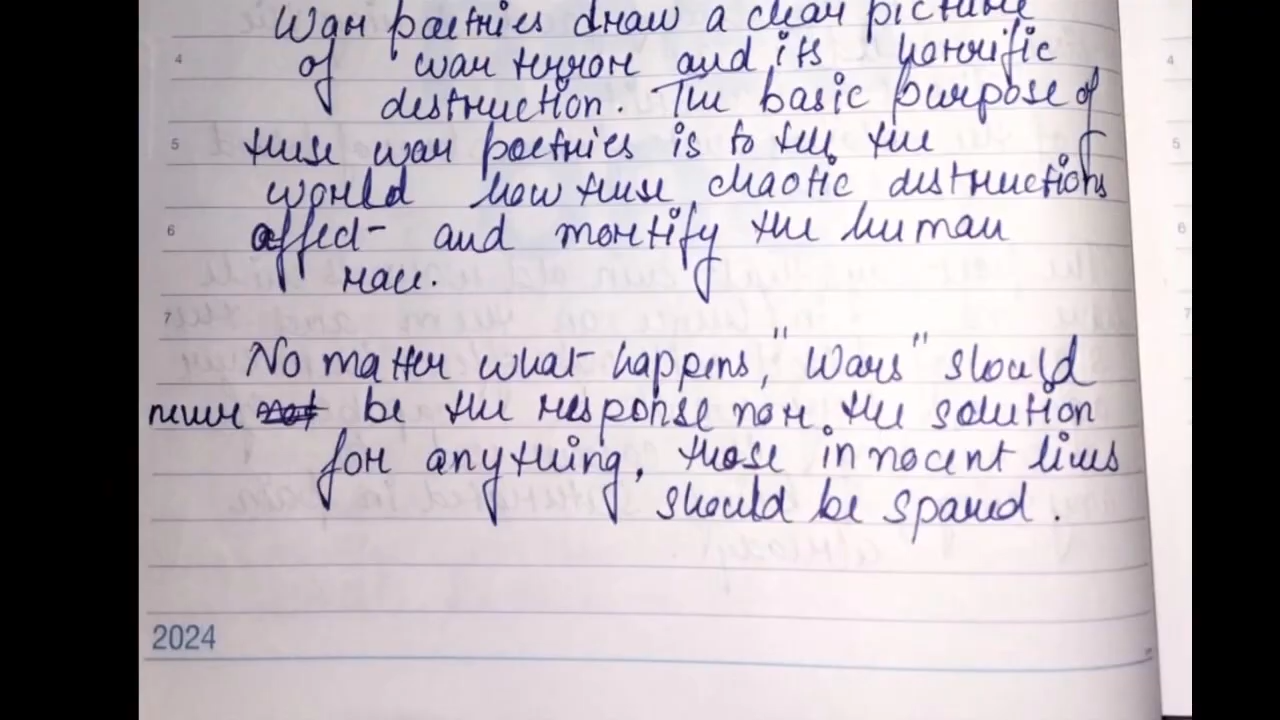 War poetries draw a clear picture
4
of war terror and its horrific
destruction. The basic purpose of
5
these war poetries is to tell the
world how these chaotic destructions
6
affect and mortify the human
race.
7
No matter what happens, "Wars" should
never not be the response nor the solution
for anything, those innocent lives
should be spared.
2024
4
5
6
7